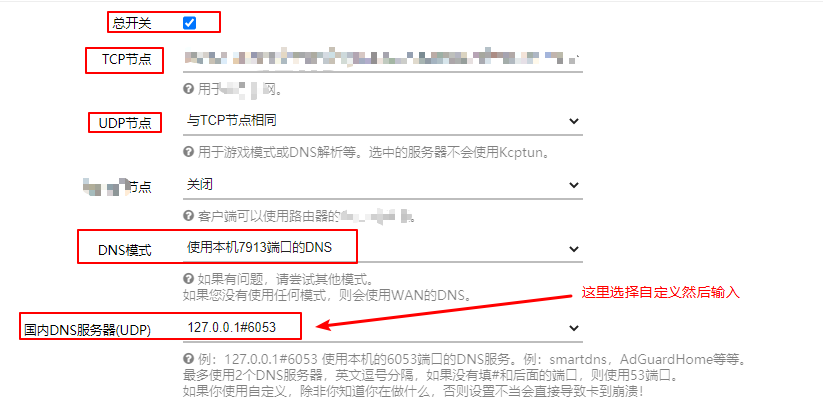 总开关
TCP节点
用于 网。
UDP节点 与TCP节点相同
用于游戏模式或DNS解析等。选中的服务器不会使用Kcptun。
节点 关闭
客户端可以使用路由器的 。
DNS模式 使用本机7913端口的DNS
如果有问题，请尝试其他模式。
如果您没有使用任何模式，则会使用WAN的DNS。
这里选择自定义然后输入
国内DNS服务器(UDP) 127.0.0.1#6053
例：127.0.0.1#6053 使用本机的6053端口的DNS服务。例：smartdns，AdGuardHome等等。
最多使用2个DNS服务器，英文逗号分隔，如果没有填#和后面的端口，则使用53端口。
如果你使用自定义，除非你知道你在做什么，否则设置不当会直接导致卡到崩溃！